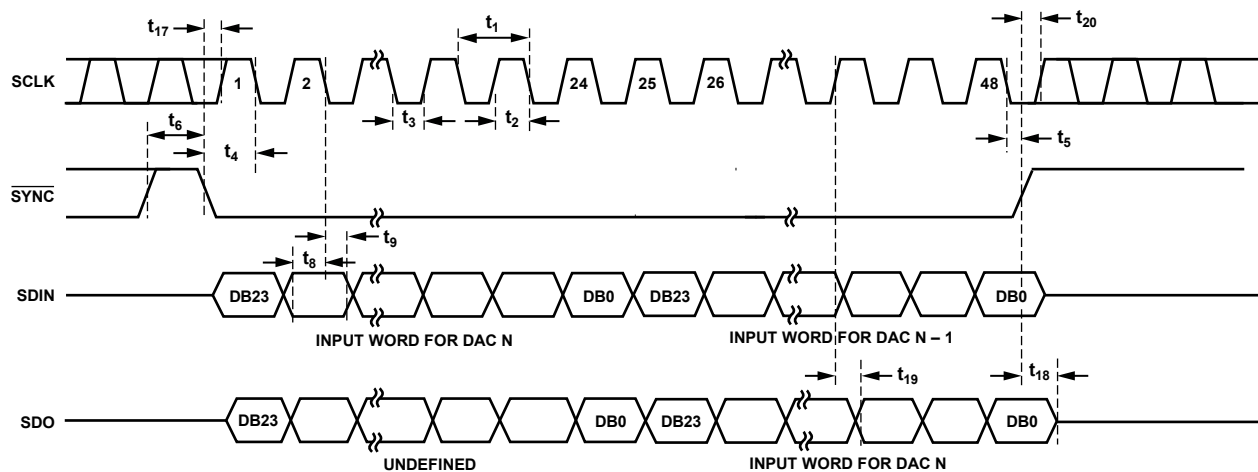 t17
t1
t20
SCLK
1
2
24
25
26
48
t6
t4
t3
t2
t5
SYNC
t8
t9
SDIN
DB23
DB0
DB23
DB0
INPUT WORD FOR DAC N
INPUT WORD FOR DAC N – 1
t19
t18
SDO
DB23
DB0
DB23
DB0
UNDEFINED
INPUT WORD FOR DAC N